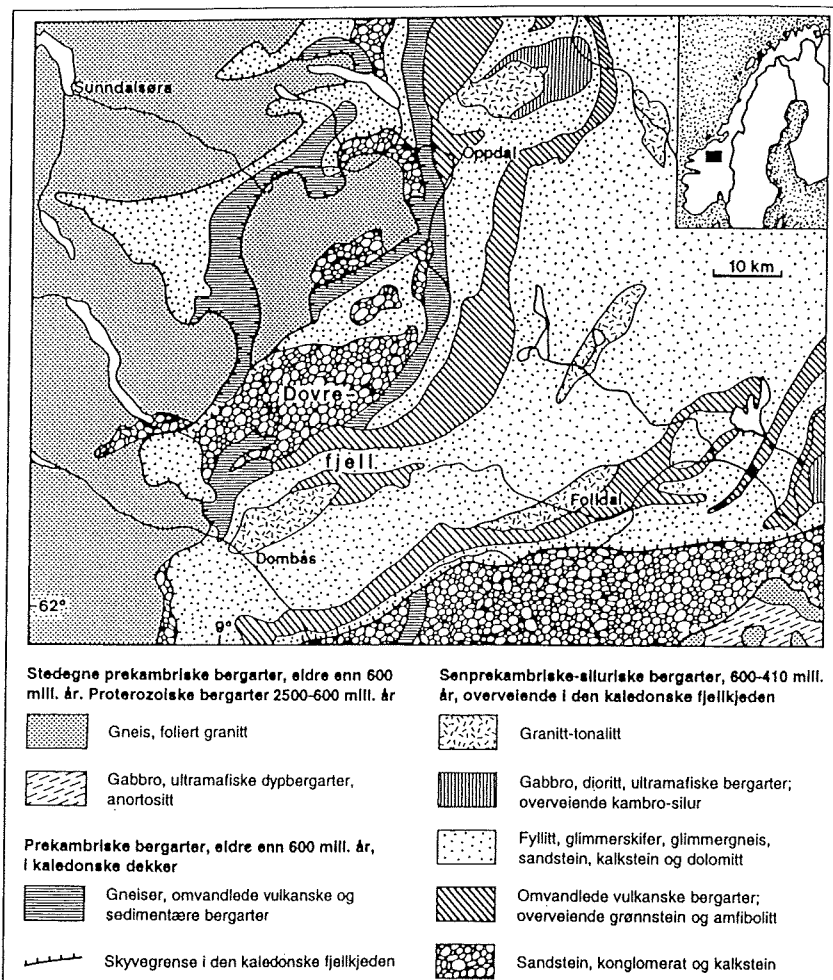 Sunndalsøra
Oppdal
10 km
Dovre-
fjell
Folldal
Dombås
62°
9°
Stedegne prekambriske bergarter, eldre enn 600
mill. år. Proterozoiske bergarter 2500-600 mill. år
Gneis, foliert granitt
Gabbro, ultramafiske dypbergarter,
anortositt
Prekambriske bergarter, eldre enn 600 mill. år,
i kaledonske dekker
Gneiser, omvandlede vulkanske og
sedimentære bergarter
Skyvegrense i den kaledonske fjellkjeden
Senprekambriske-siluriske bergarter, 600-410 mill.
år, overveiende i den kaledonske fjellkjeden
Granitt-tonalitt
Gabbro, dioritt, ultramafiske bergarter;
overveiende kambro-silur
Fyllitt, glimmerskifer, glimmergneis,
sandstein, kalkstein og dolomitt
Omvandlede vulkanske bergarter;
overveiende grønnstein og amfibolitt
Sandstein, konglomerat og kalkstein